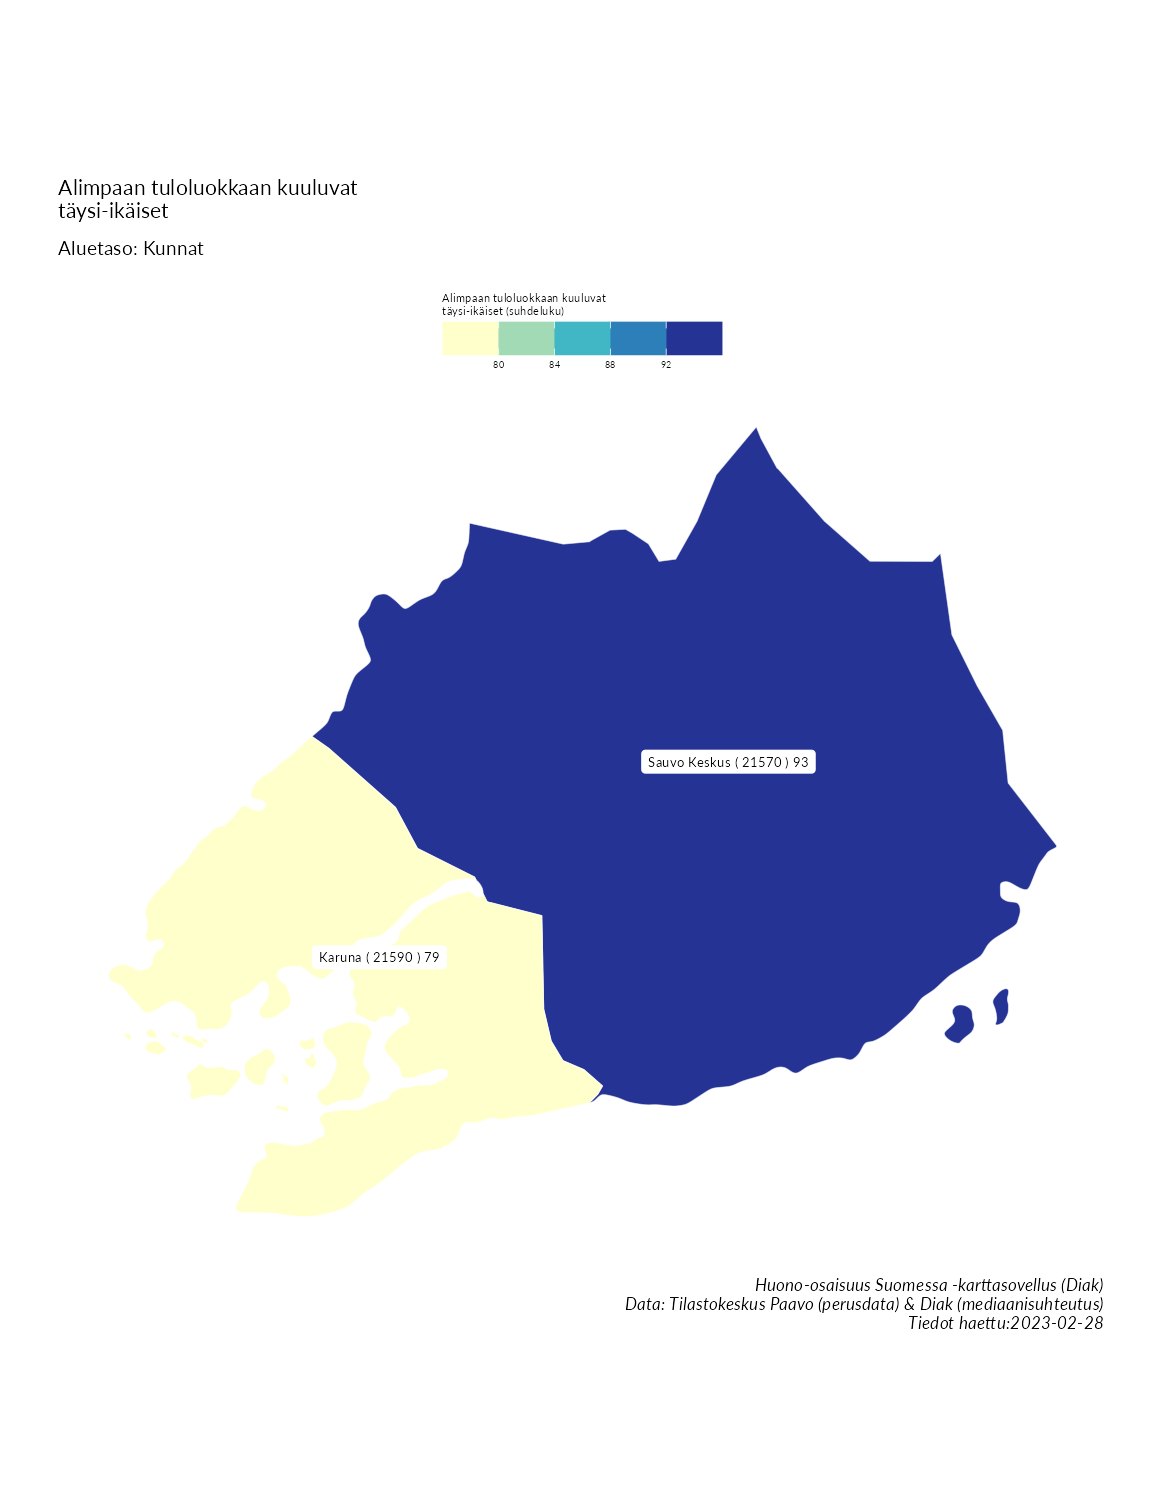 Alimpaan tuloluokkaan kuuluvat
täysi-ikäiset
Aluetaso: Kunnat
Alimpaan tuloluokkaan kuuluvat
täysi-ikäiset (suhdeluku)
80 84 88 92
Sauvo Keskus ( 21570 ) 93
Karuna ( 21590 ) 79
Huono-osaisuus Suomessa -karttasovellus (Diak)
Data: Tilastokeskus Paavo (perusdata) & Diak (mediaanisuhteutus)
Tiedot haettu:2023-02-28